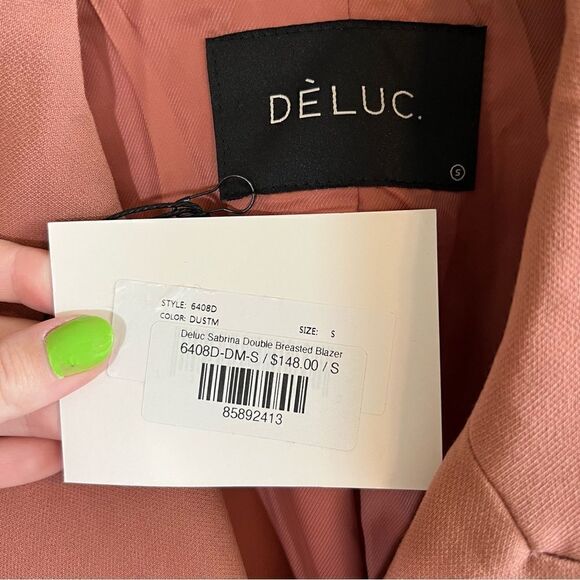 DÈLUC.
S
STYLE: 6408D
COLOR: DUSTM SIZE: S
Deluc Sabrina Double Breasted Blazer
6408D-DM-S / $148.00 / S
85892413